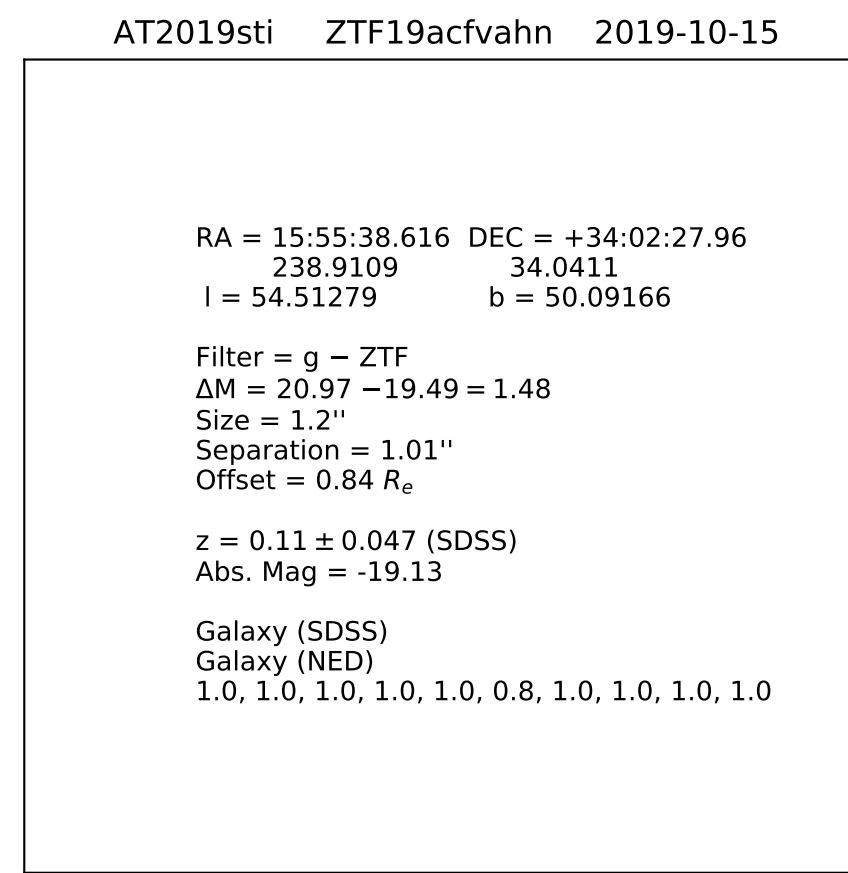 AT2019sti ZTF19acfvahn 2019-10-15
RA = 15:55:38.616 DEC = +34:02:27.96
238.9109 34.0411
l = 54.51279 b = 50.09166
Filter = g − ZTF
ΔM = 20.97 −19.49 = 1.48
Size = 1.2''
Separation = 1.01''
Offset = 0.84 Re
z = 0.11 ± 0.047 (SDSS)
Abs. Mag = -19.13
Galaxy (SDSS)
Galaxy (NED)
1.0, 1.0, 1.0, 1.0, 1.0, 0.8, 1.0, 1.0, 1.0, 1.0